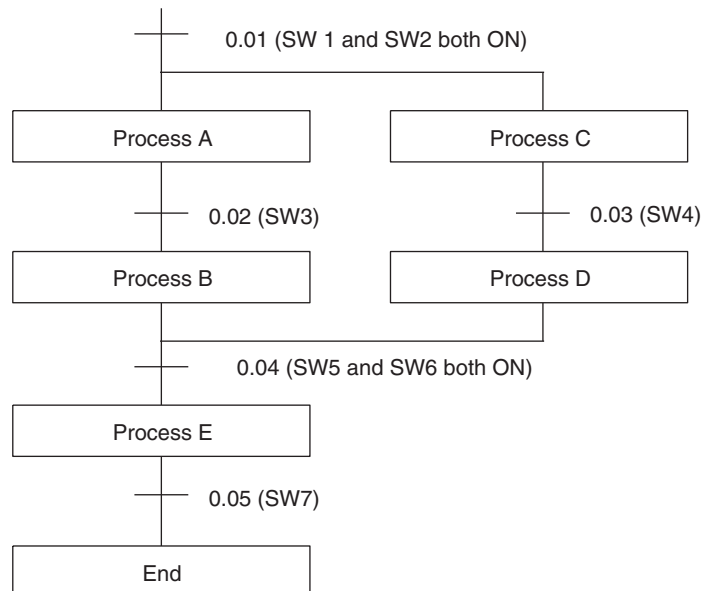 0.01 (SW 1 and SW2 both ON)
Process A
Process C
0.02 (SW3)
0.03 (SW4)
Process B
Process D
0.04 (SW5 and SW6 both ON)
Process E
0.05 (SW7)
End